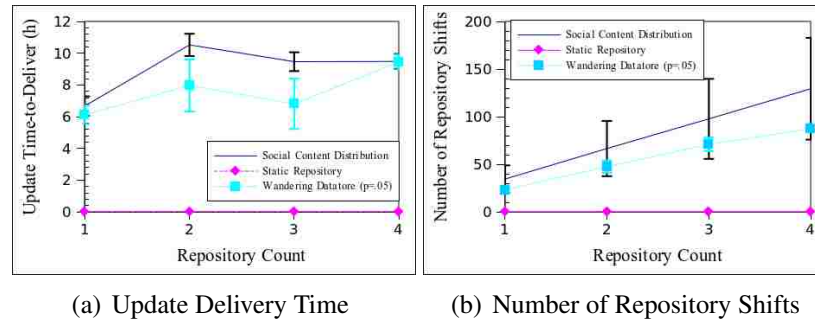 12
10
8
6
4
2
0
Update Time-to-Deliver (h)
Social Content Distribution
Static Repository
Wandering Datatore (p=.05)
1 2 3 4
Repository Count
(a) Update Delivery Time
200
150
100
50
0
Number of Repository Shifts
Social Content Distribution
Static Repository
Wandering Datatore (p=.05)
1 2 3 4
Repository Count
(b) Number of Repository Shifts